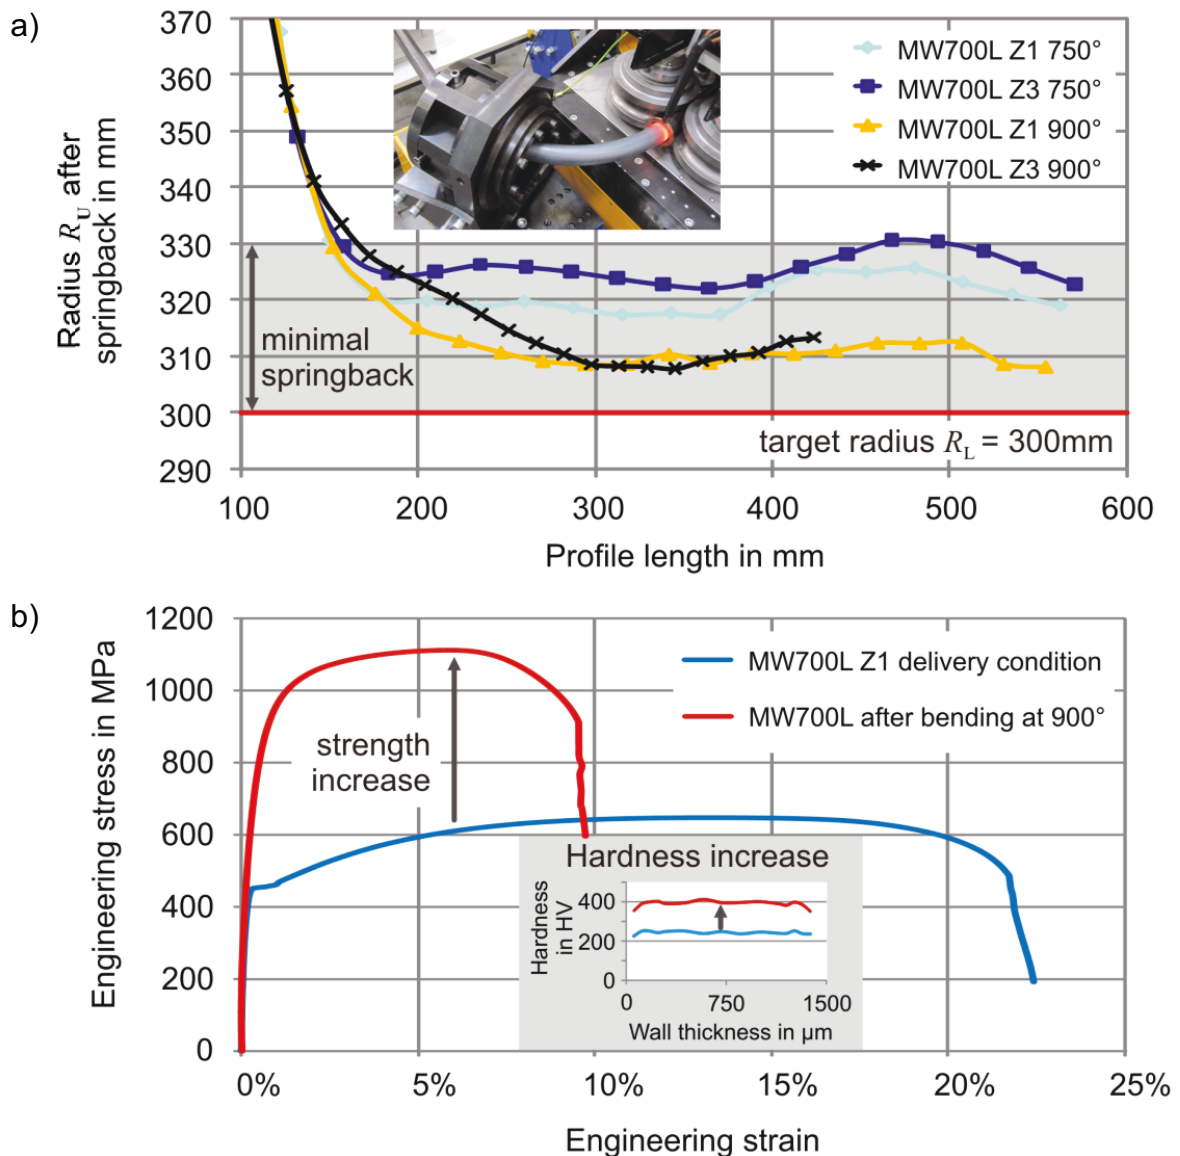 a)
370
360
350
340
330
320
310
300
290
Radius R_U after
springback in mm
MW700L Z1 750°
MW700L Z3 750°
MW700L Z1 900°
MW700L Z3 900°
minimal
springback
target radius R_L = 300mm
100 200 300 400 500 600
Profile length in mm
b)
1200
1000
800
600
400
200
0
Engineering stress in MPa
MW700L Z1 delivery condition
MW700L after bending at 900°
strength
increase
Hardness increase
Hardness
in HV
400
200
0
0 750 1500
Wall thickness in µm
0% 5% 10% 15% 20% 25%
Engineering strain